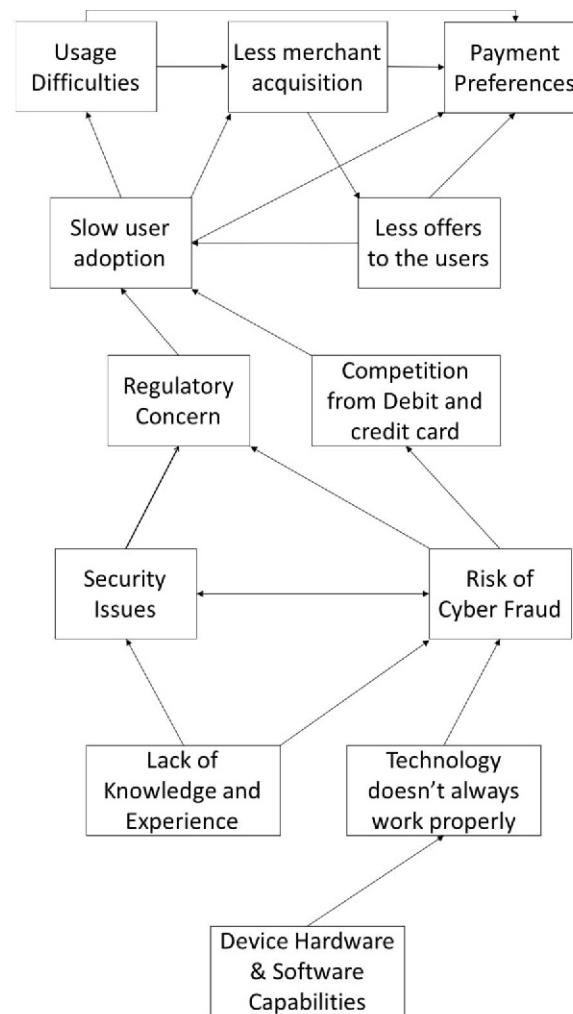 Usage
Difficulties
Less merchant
acquisition
Payment
Preferences
Slow user
adoption
Less offers
to the users
Regulatory
Concern
Competition
from Debit and
credit card
Security
Issues
Risk of
Cyber Fraud
Lack of
Knowledge and
Experience
Technology
doesn’t always
work properly
Device Hardware
& Software
Capabilities